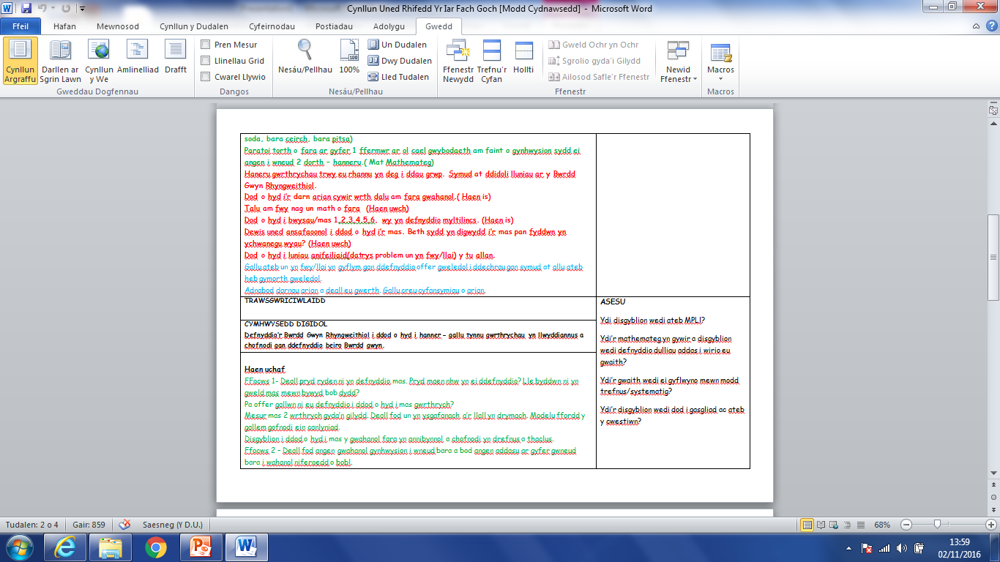 Cynllun Uned Rhifedd Yr Iar Fach Goch [Modd Cydnawsedd] - Microsoft Word
Ffeil Hafan Mewnosod Cynllun y Dudalen Cyfeirnodau Postiadau Adolygu Gwedd
Cynllun Argraffu
Darllen ar Sgrin Lawn
Cynllun y We
Amlinelliad
Drafft
Gweddau Dogfennau
Pren Mesur
Llinellau Grid
Cwarel Llywio
Dangos
Nesáu/Pellhau
100%
Un Dudalen
Dwy Dudalen
Lled Tudalen
Nesáu/Pellhau
Ffenestr Newydd
Trefnu'r Cyfan
Hollti
Gweld Ochr yn Ochr
Sgrolio gyda'i Gilydd
Ailosod Safle'r Ffenestr
Newid Ffenestr
Ffenestr
Macros
Macros
soda, bara ceirch, bara pitsa)
Paratoi torth o fara ar gyfer 1 ffermwr ar ol cael gwybodaeth am faint o gynhwysion sydd ei
angen i wneud 2 dorth – hanneru.( Mat Mathemateg)
Haneru gwrthrychau trwy eu rhannu yn deg i ddau grwp. Symud at ddidoli lluniau ar y Bwrdd
Gwyn Rhyngweithiol.
Dod o hyd i'r darn arian cywir wrth dalu am fara gwahanol.( Haen is)
Talu am fwy nag un math o fara (Haen uwch)
Dod o hyd i bwysau/mas 1,2,3,4,5,6, wy yn defnyddio myltilincs. (Haen is)
Dewis uned ansafaoonol i ddod o hyd i'r mas. Beth sydd yn digwydd i'r mas pan fyddwn yn
ychwanegu wyau? (Haen uwch)
Dod o hyd i luniau anifeiliaid(datrys problem un yn fwy/llai) y tu allan.
Gallu ateb un yn fwy/llai yn gyflym gan ddefnyddio offer gweledol i ddechrau gan symud at allu ateb
heb gymorth gweledol.
Adnabod darnau arian a deall eu gwerth. Gallu creu cyfansymiau o arian.
TRAWSGWRICIWLAIDD
CYMHWYSEDD DIGIDOL
Defnyddio'r Bwrdd Gwyn Rhyngweithiol i ddod o hyd i hanner – gallu tynnu gwrthrychau yn llwyddiannus a
chofnodi gan ddefnyddio beiro Bwrdd gwyn.
Haen uchaf
FFocws 1- Deall pryd ryden ni yn defnyddio mas. Pryd maen nhw yn ei ddefnyddio? Lle byddwn ni yn
gweld mas mewn bywyd bob dydd?
Pa offer gallwn ni eu defnyddio i ddod o hyd i mas gwrthrych?
Mesur mas 2 wrthrych gyda'n gilydd. Deall fod un yn ysgafanach, a'r llall yn drymach. Modelu ffordd y
gallem gofnodi ein canlyniad.
Disgyblion i ddod o hyd i mas y gwahanol fara yn annibynnol, a chofnodi yn drefnus a thaclus.
Ffocws 2 – Deall fod angen gwahanol gynhwysion i wneud bara a bod angen addasu ar gyfer gwneud
bara i wahanol niferoedd o bobl.
ASESU
Ydi disgyblion wedi ateb MPLl?
Ydi'r mathemateg yn gywir a disgyblion
wedi defnyddio dulliau addas i wirio eu
gwaith?
Ydi'r gwaith wedi ei gyflwyno mewn modd
trefnus/systematig?
Ydi'r disgyblion wedi dod i gasgliad ac ateb
y cwestiwn?
Tudalen: 2 o 4 Gair: 859 Saesneg (Y D.U.) 68%
13:59
02/11/2016